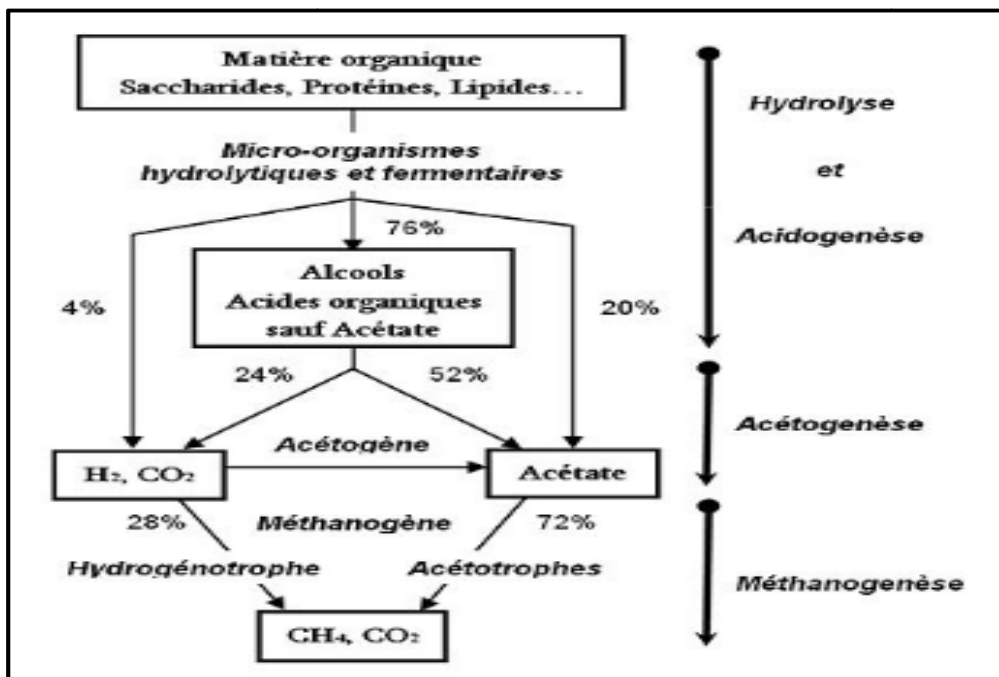 Matière organique
Saccharides, Protéines, Lipides…
Hydrolyse
Micro-organismes
hydrolytiques et fermentaires
et
76%
Acidogenèse
Alcools
Acides organiques
sauf Acétate
4%
20%
24%
52%
Acétogène
Acétogenèse
H₂, CO₂
Acétate
28%
Méthanogène
72%
Hydrogénotrophe
Acétotrophes
Méthanogenèse
CH₄, CO₂